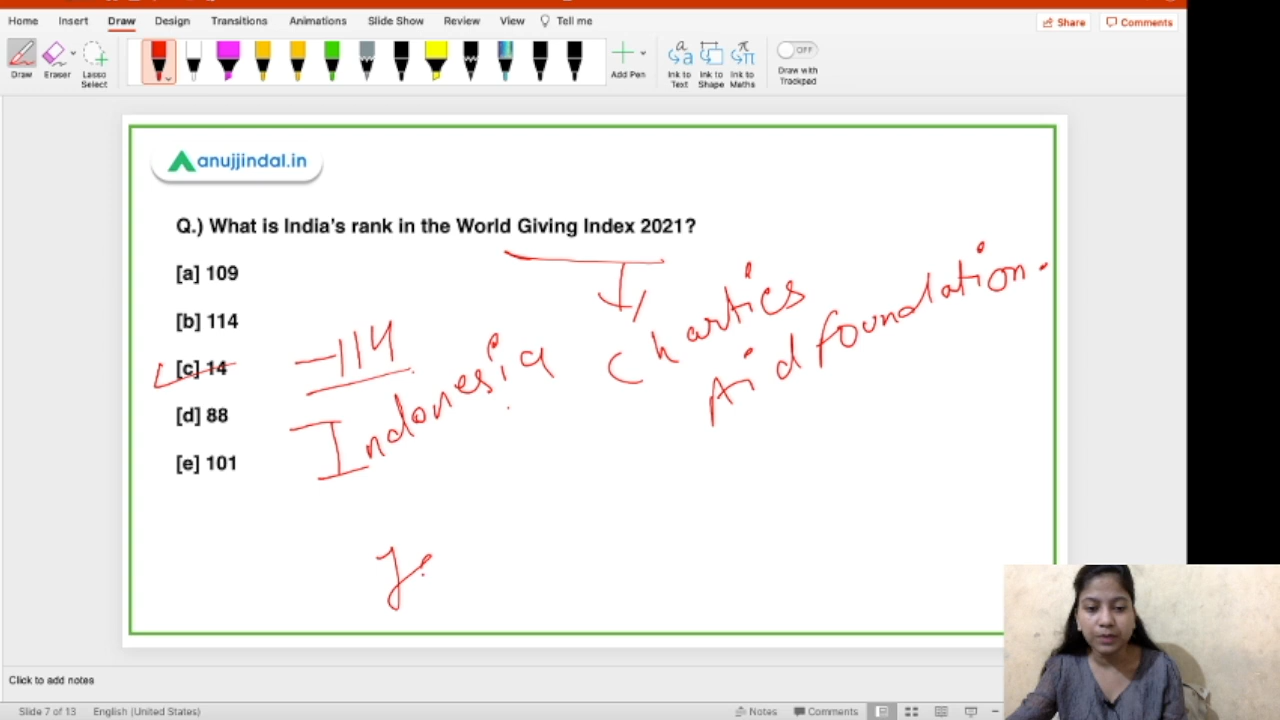 Home Insert Draw Design Transitions Animations Slide Show Review View Tell me Share Comments
Draw Eraser Lasso Select Add Pen Ink to Text Ink to Shape Ink to Maths OFF Draw with Trackpad
anujjindal.in
Q.) What is India's rank in the World Giving Index 2021?
[a] 109
[b] 114
[c] 14
[d] 88
[e] 101
114
Indonesia
Charties
Aid foundation.
Click to add notes
Slide 7 of 13 English (United States) Notes Comments